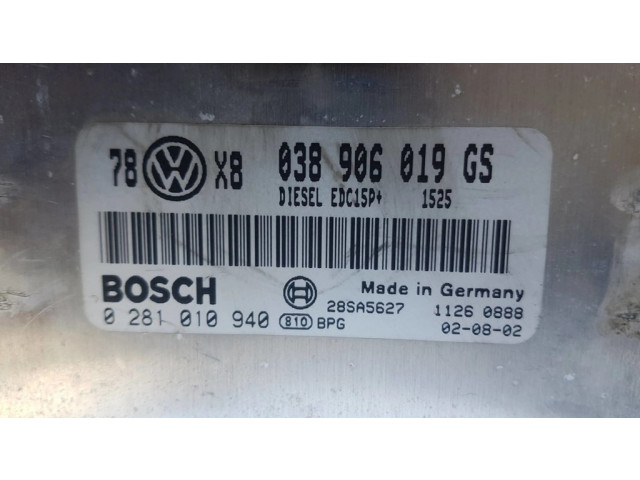 78 VW X8 038 906 019 GS
DIESEL EDC15P+ 1525
BOSCH Made in Germany
28SA5627 1126 0888
0 281 010 940 810 BPG 02-08-02